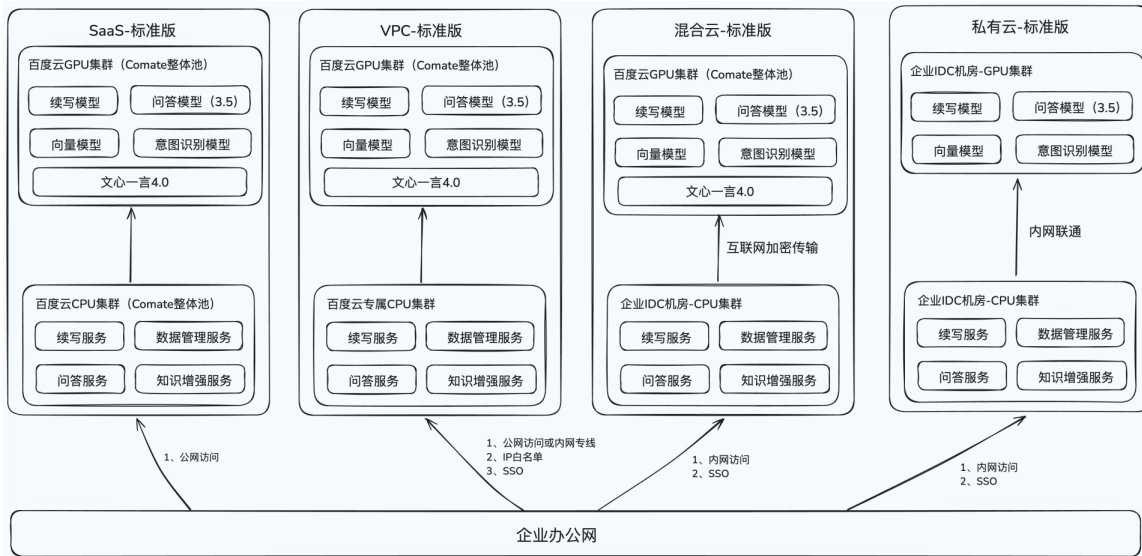 SaaS-标准版
百度云GPU集群（Comate整体池）
续写模型
问答模型（3.5）
向量模型
意图识别模型
文心一言4.0
百度云CPU集群（Comate整体池）
续写服务
数据管理服务
问答服务
知识增强服务
1、公网访问
VPC-标准版
百度云GPU集群（Comate整体池）
续写模型
问答模型（3.5）
向量模型
意图识别模型
文心一言4.0
百度云专属CPU集群
续写服务
数据管理服务
问答服务
知识增强服务
1、公网访问或内网专线
2、IP白名单
3、SSO
混合云-标准版
百度云GPU集群（Comate整体池）
续写模型
问答模型（3.5）
向量模型
意图识别模型
文心一言4.0
互联网加密传输
企业IDC机房-CPU集群
续写服务
数据管理服务
问答服务
知识增强服务
1、内网访问
2、SSO
私有云-标准版
企业IDC机房-GPU集群
续写模型
问答模型（3.5）
向量模型
意图识别模型
内网联通
企业IDC机房-CPU集群
续写服务
数据管理服务
问答服务
知识增强服务
1、内网访问
2、SSO
企业办公网